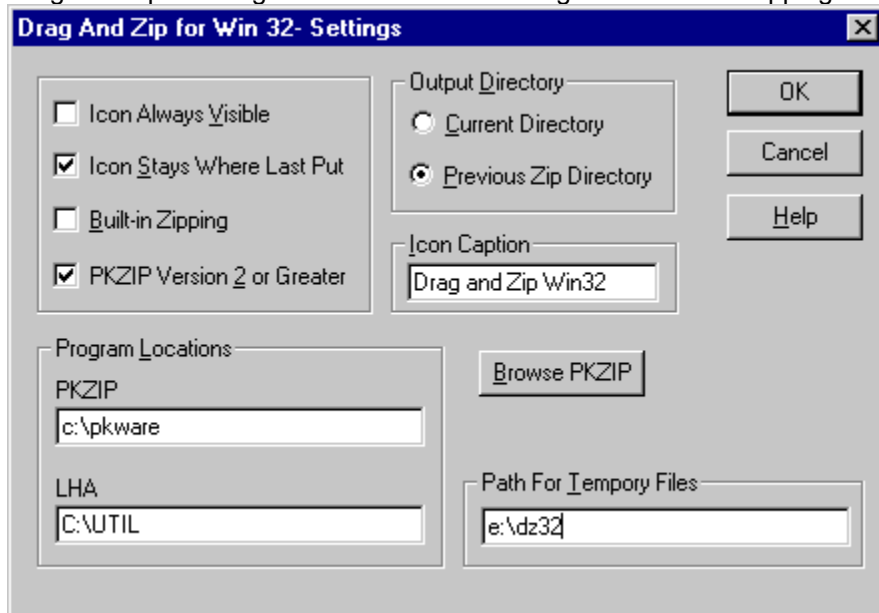 Drag And Zip for Win 32- Settings
Icon Always Visible
Icon Stays Where Last Put
Built-in Zipping
PKZIP Version 2 or Greater
Output Directory
Current Directory
Previous Zip Directory
Icon Caption
Drag and Zip Win32
OK
Cancel
Help
Program Locations
PKZIP
c:\pkware
LHA
C:\UTIL
Browse PKZIP
Path For Tempory Files
e:\dz32